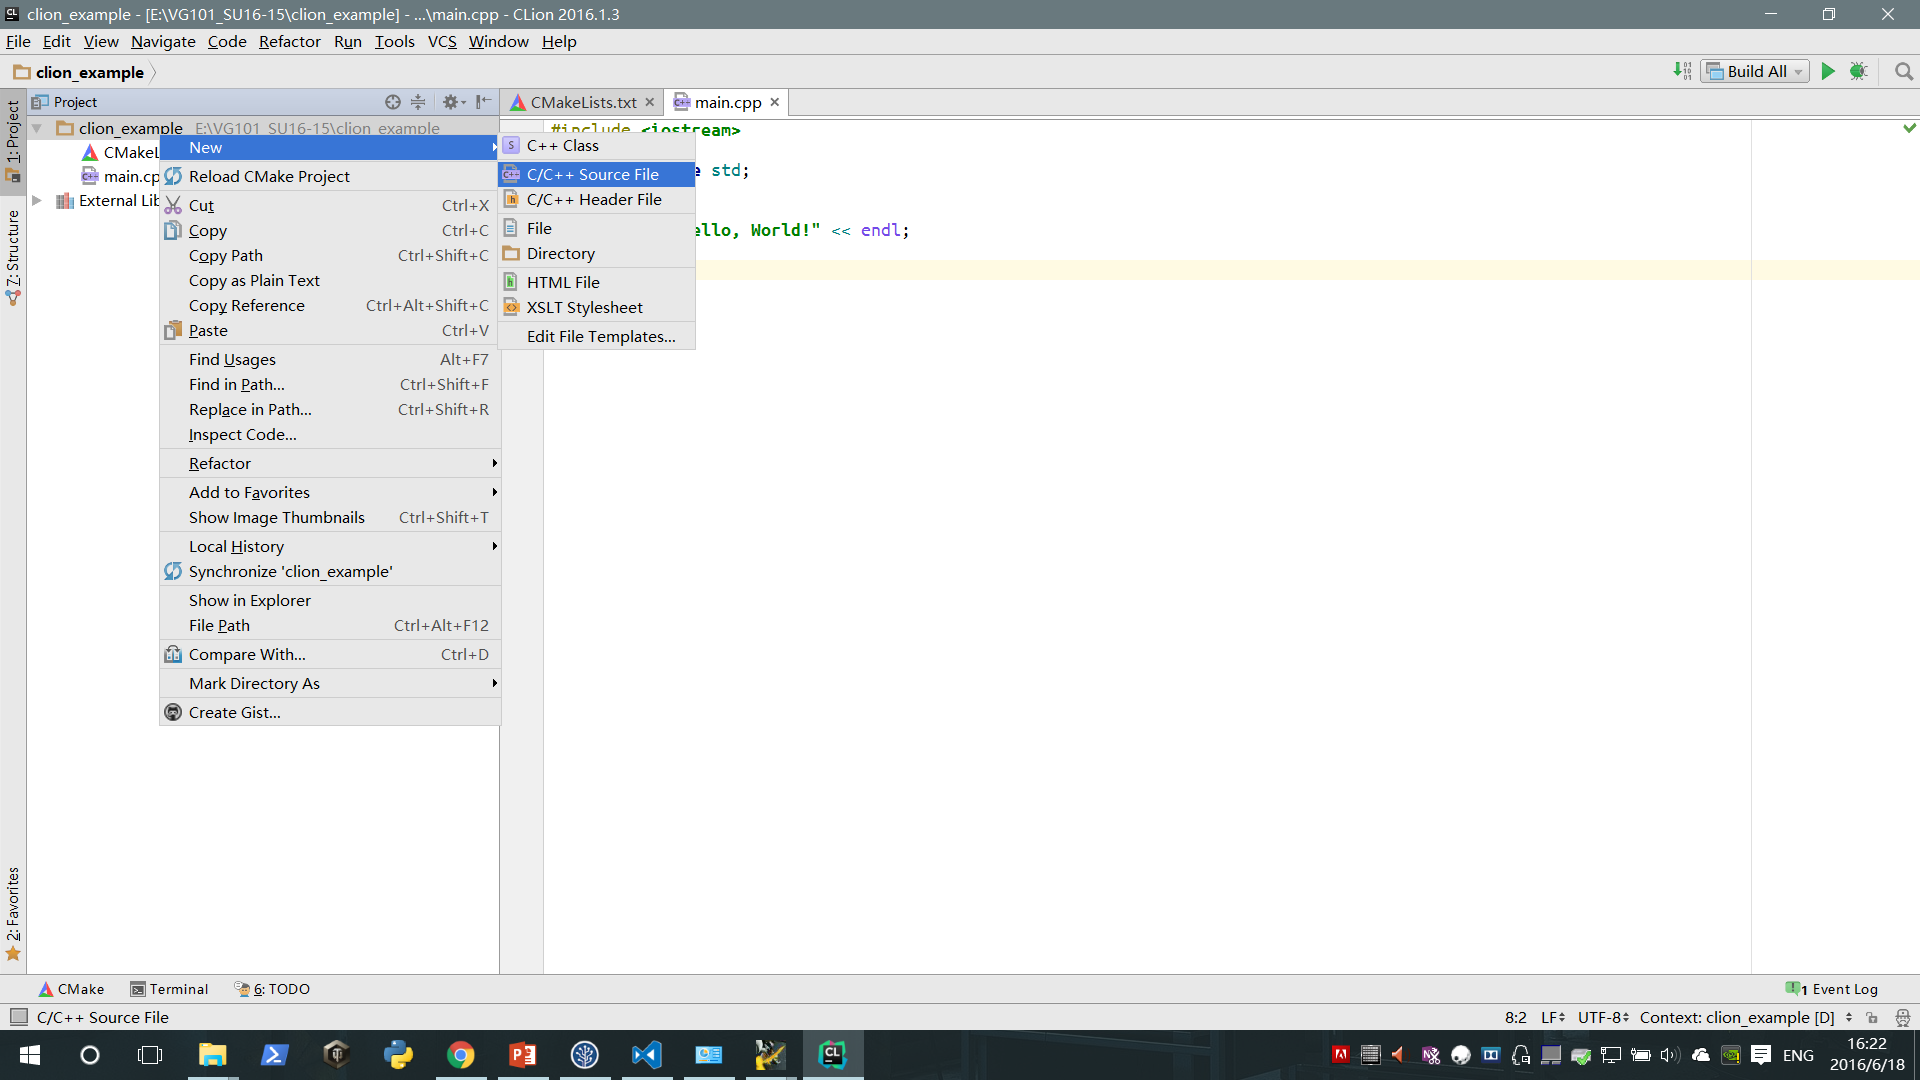 clion_example - [E:\VG101_SU16-15\clion_example] - ...\main.cpp - CLion 2016.1.3
File Edit View Navigate Code Refactor Run Tools VCS Window Help
clion_example
Build All
1: Project
7: Structure
2: Favorites
Project
clion_example E:\VG101_SU16-15\clion_example
CMakeL
main.cp
External Lib
New
Reload CMake Project
Cut Ctrl+X
Copy Ctrl+C
Copy Path Ctrl+Shift+C
Copy as Plain Text
Copy Reference Ctrl+Alt+Shift+C
Paste Ctrl+V
Find Usages Alt+F7
Find in Path... Ctrl+Shift+F
Replace in Path... Ctrl+Shift+R
Inspect Code...
Refactor
Add to Favorites
Show Image Thumbnails Ctrl+Shift+T
Local History
Synchronize 'clion_example'
Show in Explorer
File Path Ctrl+Alt+F12
Compare With... Ctrl+D
Mark Directory As
Create Gist...
C++ Class
C/C++ Source File
C/C++ Header File
File
Directory
HTML File
XSLT Stylesheet
Edit File Templates...
CMakeLists.txt main.cpp
#include <iostream>
e std;
ello, World!" << endl;
CMake Terminal 6: TODO
1 Event Log
C/C++ Source File
8:2 LF UTF-8 Context: clion_example [D]
ENG
16:22
2016/6/18